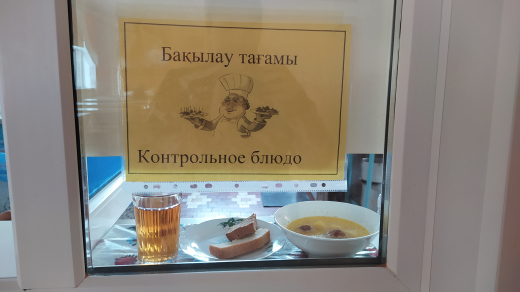 Бақылау тағамы
Контрольное блюдо